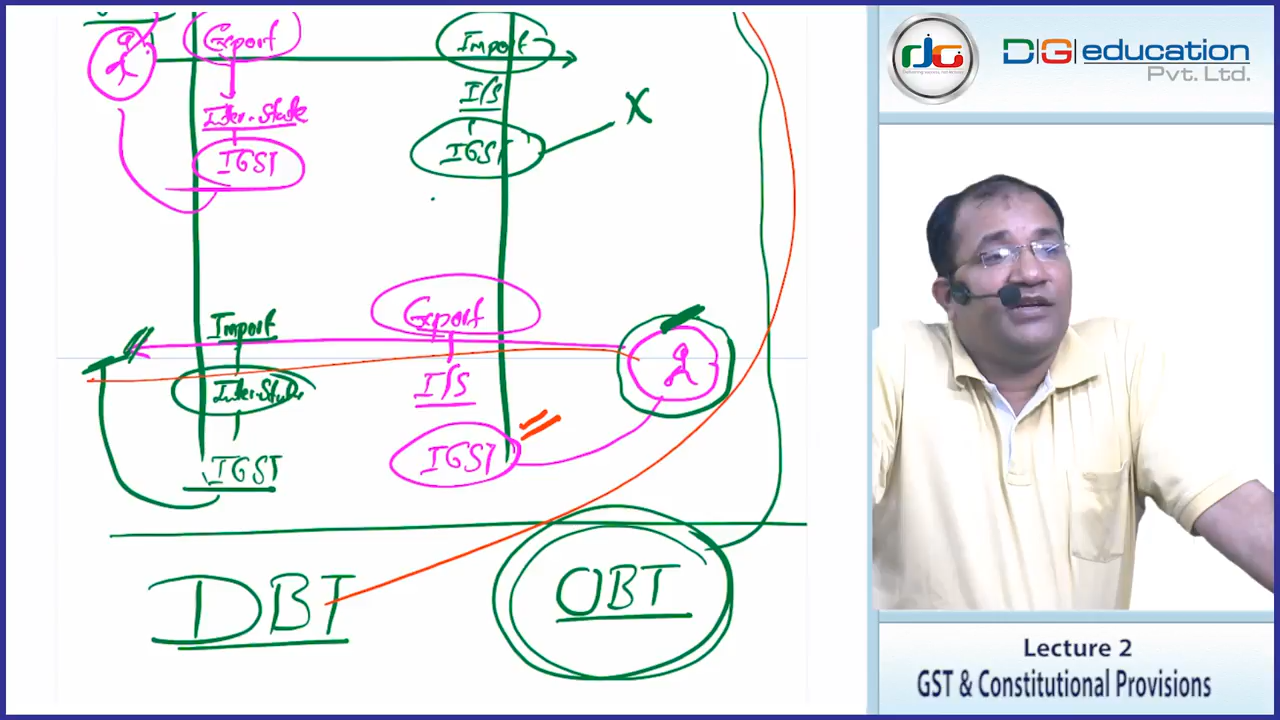 Export
Import
Inter-State
I/S
IGST
IGST
X
Export
Import
Inter-State
I/S
IGST
IGST
DBT
OBT
D|G education
Pvt. Ltd.
Lecture 2
GST & Constitutional Provisions